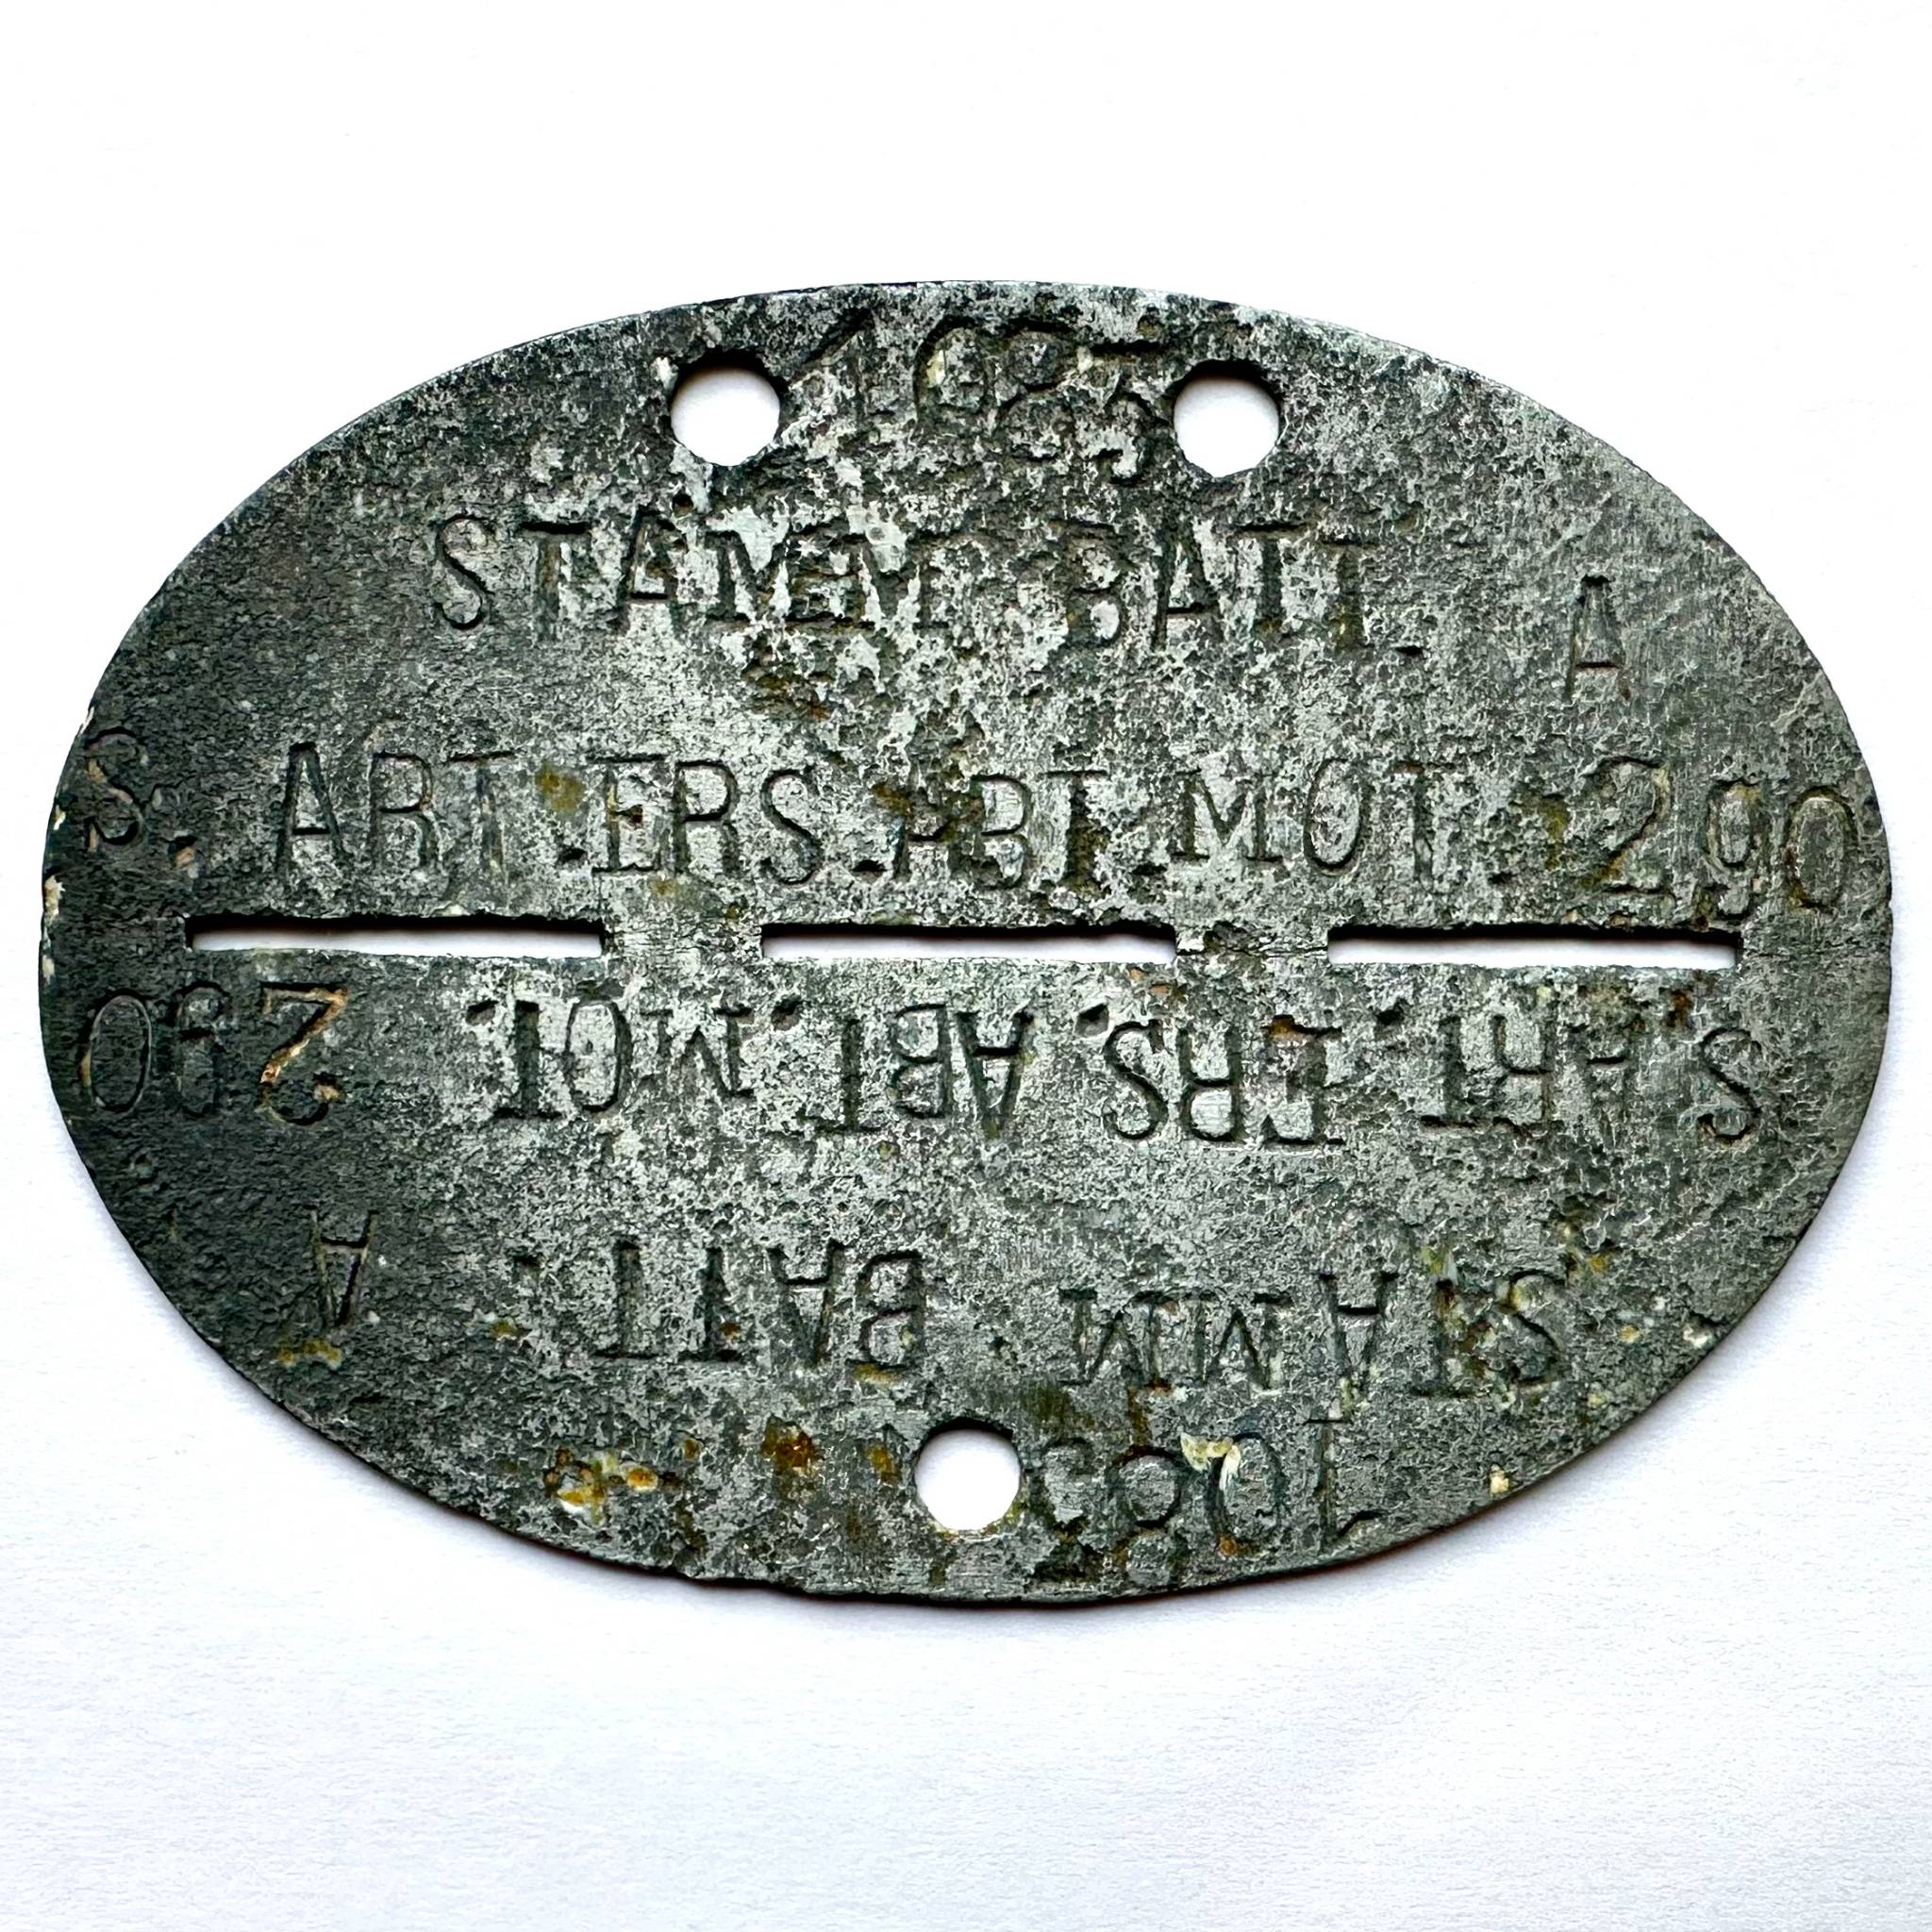 1085
STAMM BATT. A
S. ART.ERS.ABT.MOT. 290
S.ART.ERS.ABT.MOT. 290
STAMM BATT. A
1085